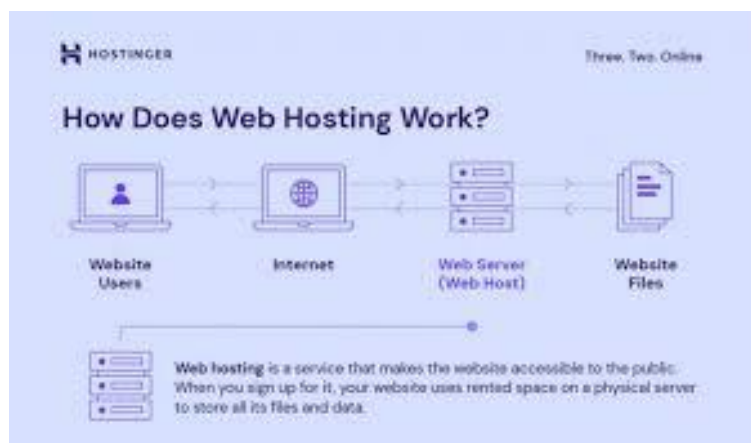 HOSTINGER
Three. Two. Online
How Does Web Hosting Work?
Website
Users
Internet
Web Server
(Web Host)
Website
Files
Web hosting is a service that makes the website accessible to the public.
When you sign up for it, your website uses rented space on a physical server
to store all its files and data.